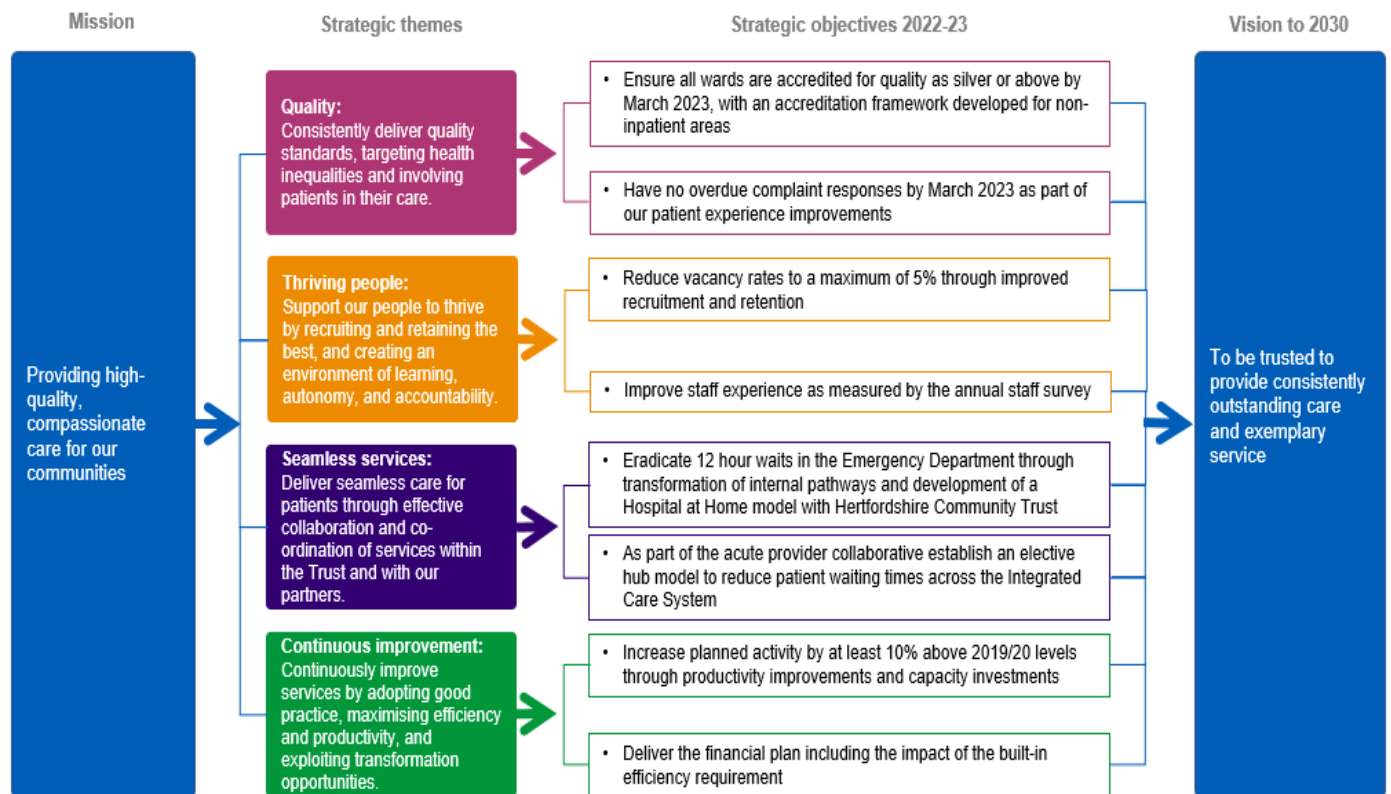 Mission
Strategic themes
Strategic objectives 2022-23
Vision to 2030
Providing high-
quality,
compassionate
care for our
communities
Quality:
Consistently deliver quality
standards, targeting health
inequalities and involving
patients in their care.
• Ensure all wards are accredited for quality as silver or above by
March 2023, with an accreditation framework developed for non-
inpatient areas
• Have no overdue complaint responses by March 2023 as part of
our patient experience improvements
Thriving people:
Support our people to thrive
by recruiting and retaining the
best, and creating an
environment of learning,
autonomy, and accountability.
• Reduce vacancy rates to a maximum of 5% through improved
recruitment and retention
• Improve staff experience as measured by the annual staff survey
Seamless services:
Deliver seamless care for
patients through effective
collaboration and co-
ordination of services within
the Trust and with our
partners.
• Eradicate 12 hour waits in the Emergency Department through
transformation of internal pathways and development of a
Hospital at Home model with Hertfordshire Community Trust
• As part of the acute provider collaborative establish an elective
hub model to reduce patient waiting times across the Integrated
Care System
Continuous improvement:
Continuously improve
services by adopting good
practice, maximising efficiency
and productivity, and
exploiting transformation
opportunities.
• Increase planned activity by at least 10% above 2019/20 levels
through productivity improvements and capacity investments
• Deliver the financial plan including the impact of the built-in
efficiency requirement
To be trusted to
provide consistently
outstanding care
and exemplary
service